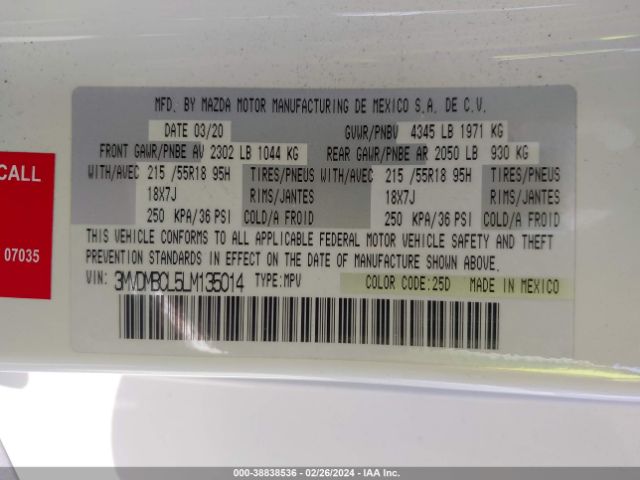 MFD. BY MAZDA MOTOR MANUFACTURING DE MEXICO S.A. DE C.V.
DATE 03/20 GVWR/PNBV 4345 LB 1971 KG
FRONT GAWR/PNBE AV 2302 LB 1044 KG REAR GAWR/PNBE AR 2050 LB 930 KG
WITH/AVEC 215 /55R18 95H TIRES/PNEUS WITH/AVEC 215 /55R18 95H TIRES/PNEUS
18X7J RIMS/JANTES 18X7J RIMS/JANTES
250 KPA/36 PSI COLD/A FROID 250 KPA/36 PSI COLD/A FROID
THIS VEHICLE CONFORMS TO ALL APPLICABLE FEDERAL MOTOR VEHICLE SAFETY AND THEFT
PREVENTION STANDARDS IN EFFECT ON THE DATE OF MANUFACTURE SHOWN ABOVE.
VIN: 3MVDMBCL5LM135014 TYPE:MPV COLOR CODE:25D MADE IN MEXICO
CALL
07035
000-38838536 - 02/26/2024 - IAA Inc.